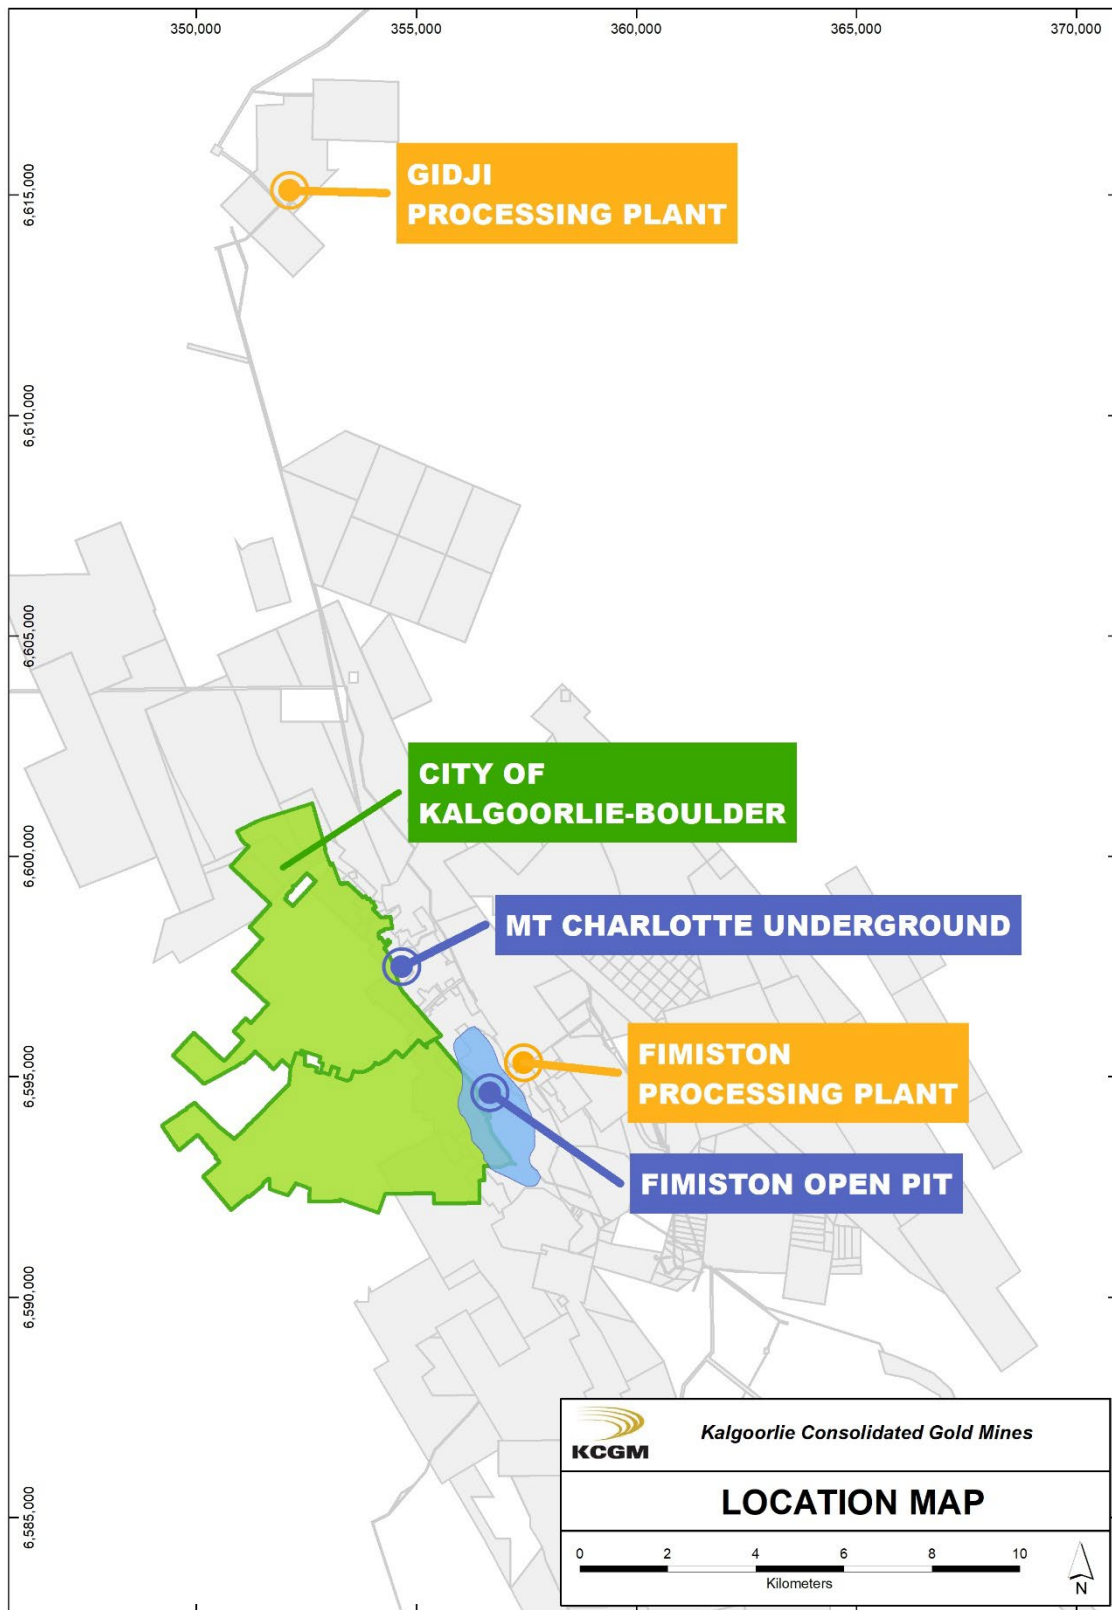 350,000
355,000
360,000
365,000
370,000
6,615,000
GIDJI
PROCESSING PLANT
6,610,000
6,605,000
CITY OF
KALGOORLIE-BOULDER
6,600,000
MT CHARLOTTE UNDERGROUND
6,595,000
FIMISTON
PROCESSING PLANT
FIMISTON OPEN PIT
6,590,000
6,585,000
KCGM
Kalgoorlie Consolidated Gold Mines
LOCATION MAP
0 2 4 6 8 10
Kilometers
N